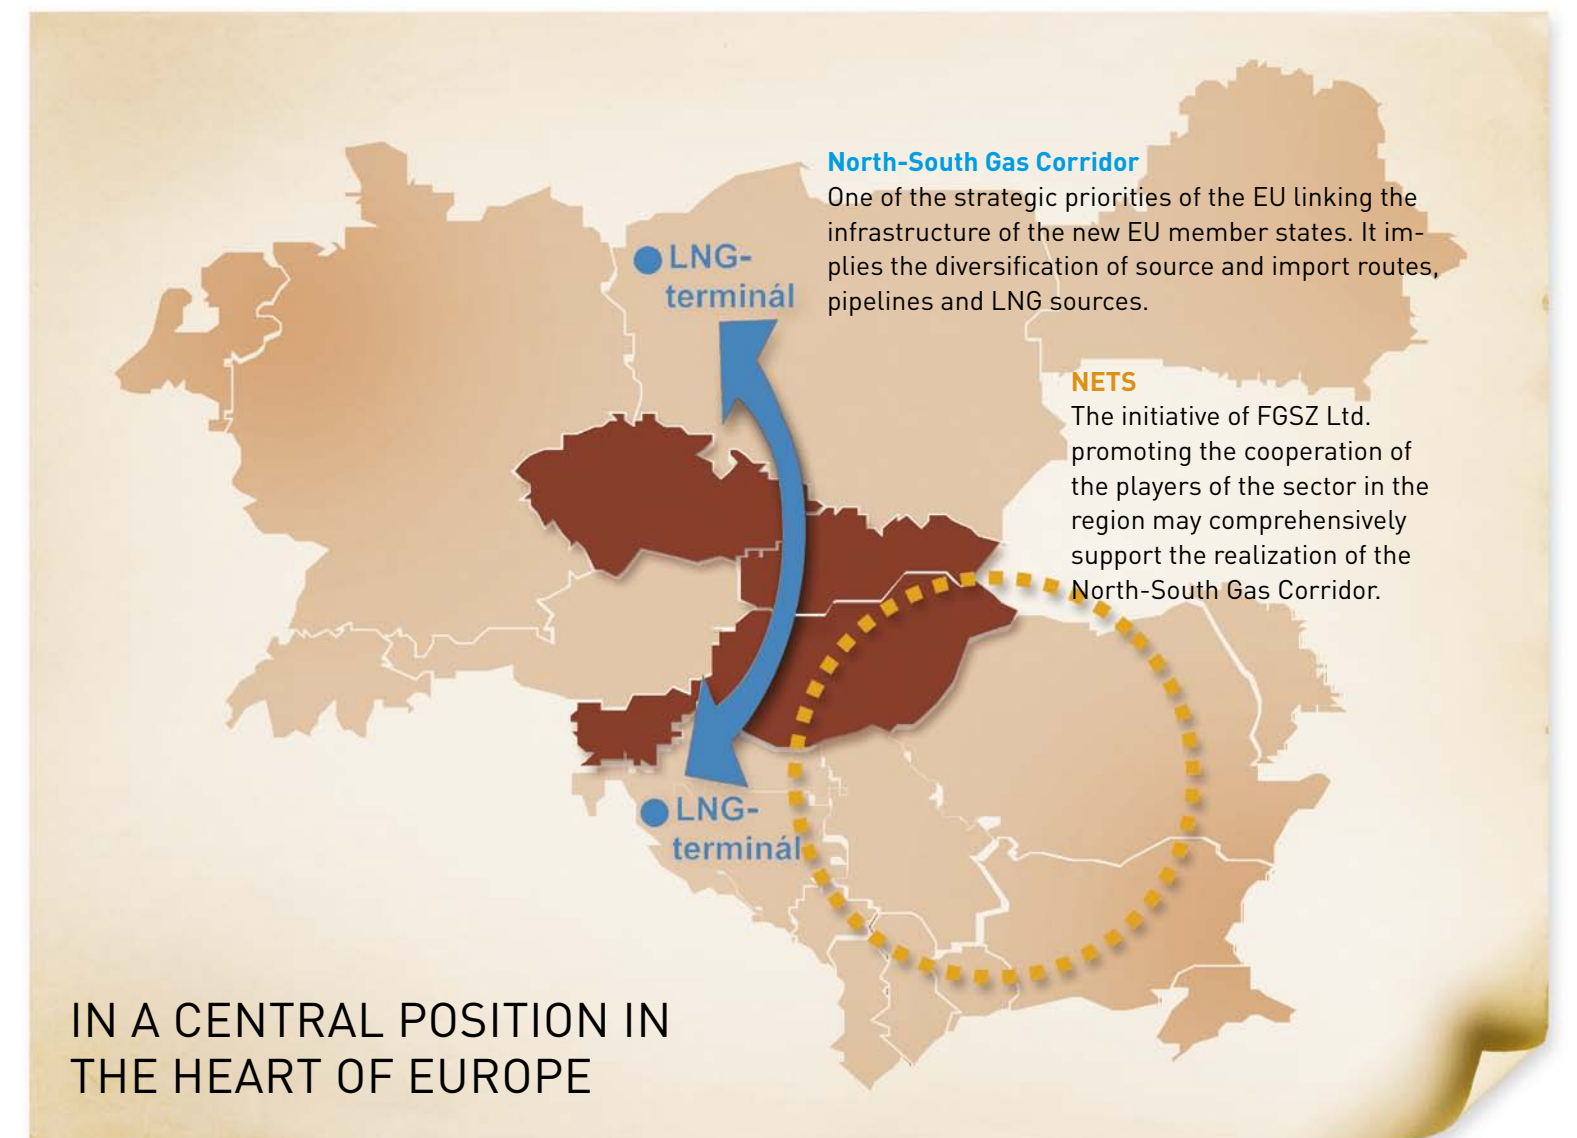 North-South Gas Corridor
One of the strategic priorities of the EU linking the
infrastructure of the new EU member states. It im-
plies the diversification of source and import routes,
pipelines and LNG sources.
LNG-
terminál
NETS
The initiative of FGSZ Ltd.
promoting the cooperation of
the players of the sector in the
region may comprehensively
support the realization of the
North-South Gas Corridor.
LNG-
terminál
IN A CENTRAL POSITION IN
THE HEART OF EUROPE